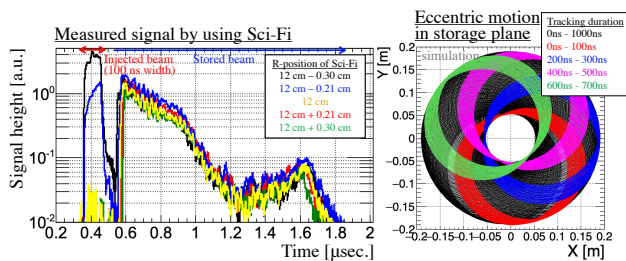 Measured signal by using Sci-Fi
Injected beam
(100 ns width)
Stored beam
R-position of Sci-Fi
12 cm – 0.30 cm
12 cm – 0.21 cm
12 cm
12 cm + 0.21 cm
12 cm + 0.30 cm
Signal height [a.u.]
10⁰
10⁻¹
10⁻²
0.2 0.4 0.6 0.8 1 1.2 1.4 1.6 1.8 2
Time [μsec.]
Eccentric motion
in storage plane
Tracking duration
0ns - 1000ns
0ns - 100ns
200ns - 300ns
400ns - 500ns
600ns - 700ns
simulation
Y [m]
0.2
0.15
0.1
0.05
0
−0.05
−0.1
−0.15
−0.2
−0.2 −0.15 −0.1 −0.05 0 0.05 0.1 0.15 0.2
X [m]